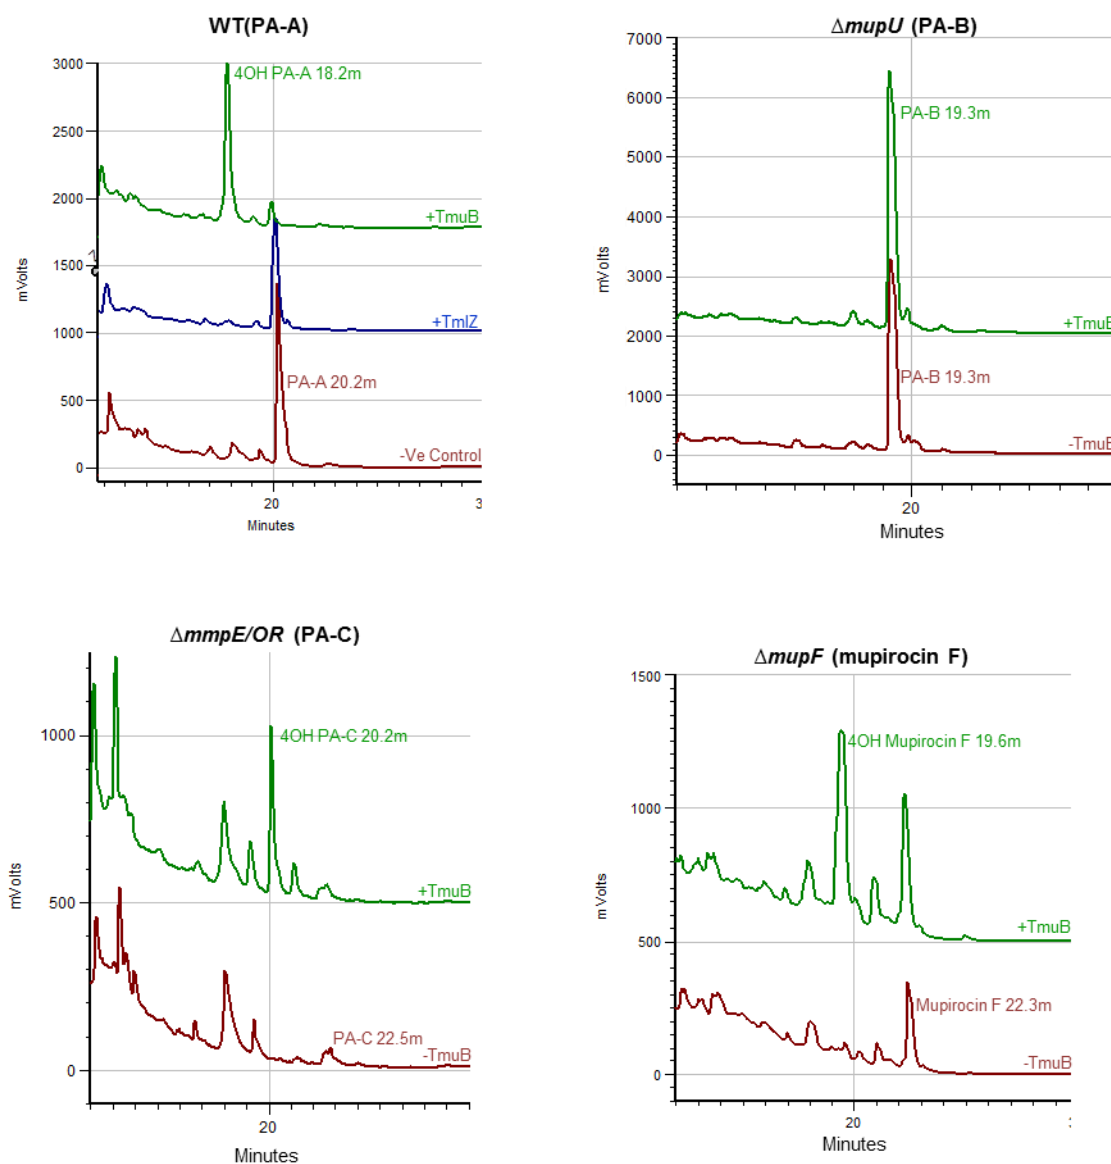 WT(PA-A)
3000
2500
2000
1500
1000
500
0
mVolts
4OH PA-A 18.2m
+TmuB
+TmlZ
PA-A 20.2m
-Ve Control
20
3
Minutes
ΔmupU (PA-B)
7000
6000
5000
4000
3000
2000
1000
0
mVolts
PA-B 19.3m
+TmuB
PA-B 19.3m
-TmuB
20
Minutes
ΔmmpE/OR (PA-C)
1000
500
0
mVolts
4OH PA-C 20.2m
+TmuB
PA-C 22.5m
-TmuB
20
Minutes
ΔmupF (mupirocin F)
1500
1000
500
0
mVolts
4OH Mupirocin F 19.6m
+TmuB
Mupirocin F 22.3m
-TmuB
20
Minutes